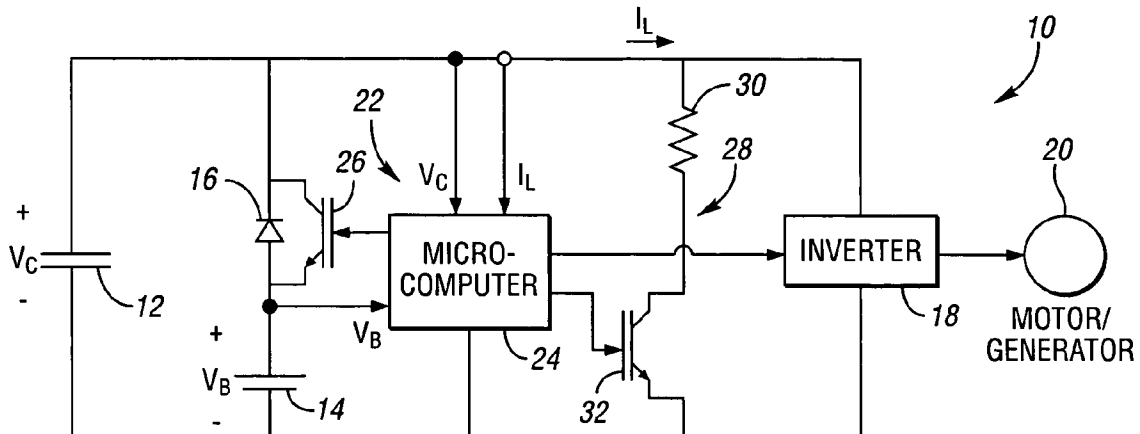 I_L
10
30
22
26
16
V_C
I_L
28
20
+
V_C
-
12
MICRO-
COMPUTER
INVERTER
18
MOTOR/
GENERATOR
+
V_B
-
14
V_B
24
32